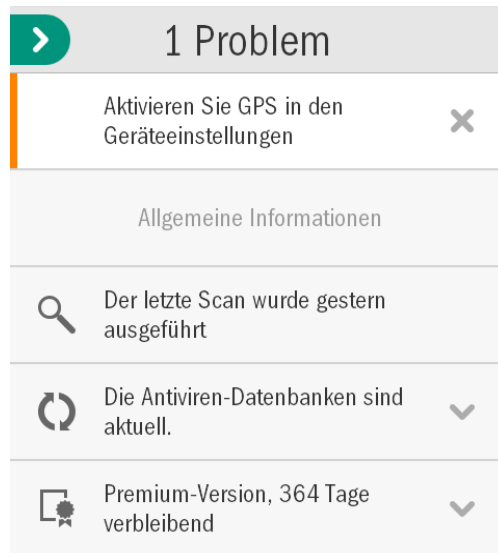 1 Problem
Aktivieren Sie GPS in den
Geräteeinstellungen
Allgemeine Informationen
Der letzte Scan wurde gestern
ausgeführt
Die Antiviren-Datenbanken sind
aktuell.
Premium-Version, 364 Tage
verbleibend